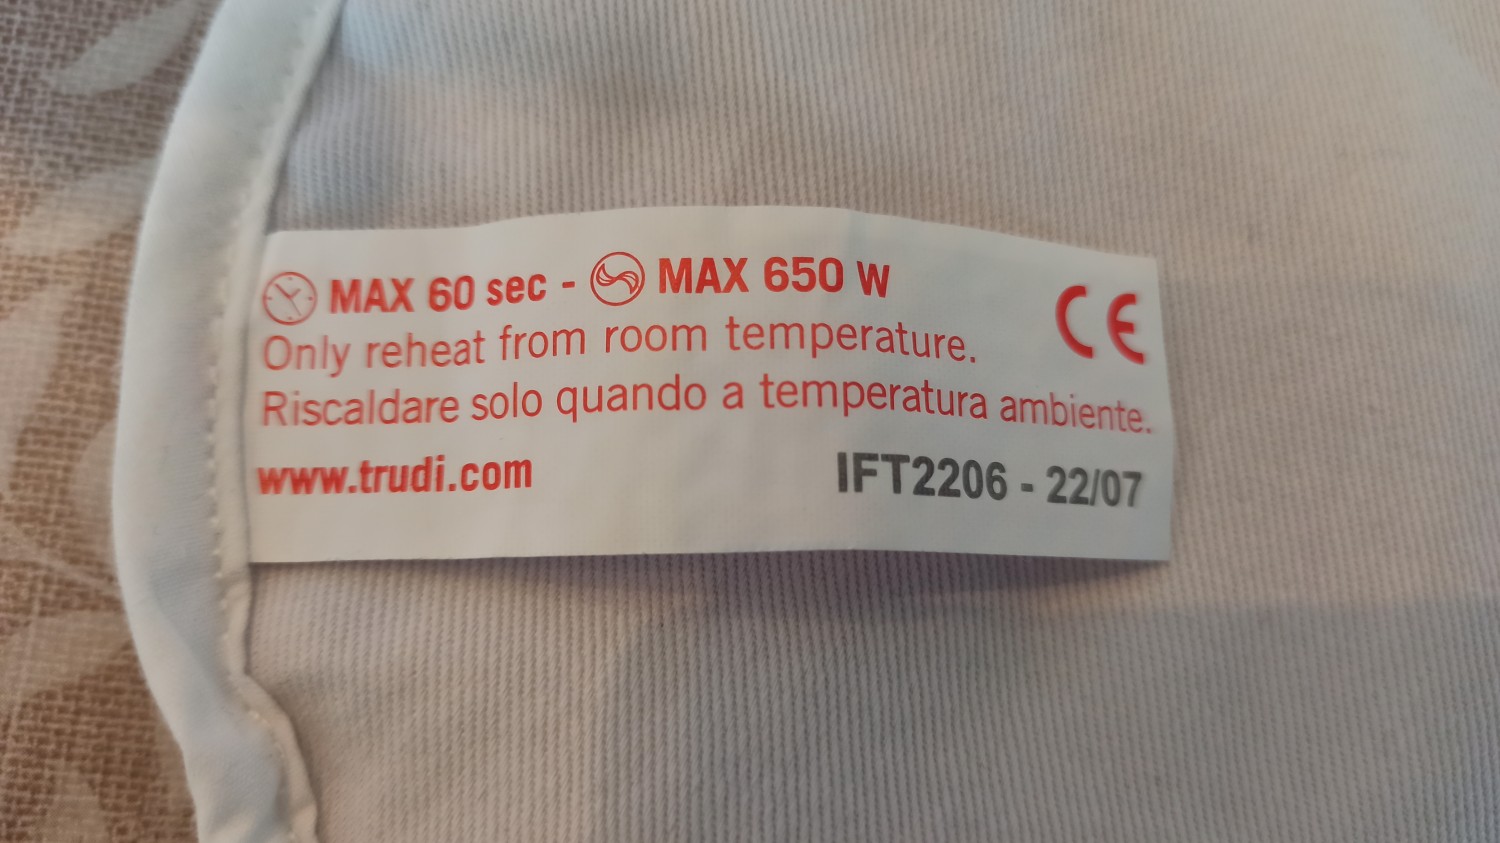 MAX 60 sec - MAX 650 W
CE
Only reheat from room temperature.
Riscaldare solo quando a temperatura ambiente.
www.trudi.com
IFT2206 - 22/07